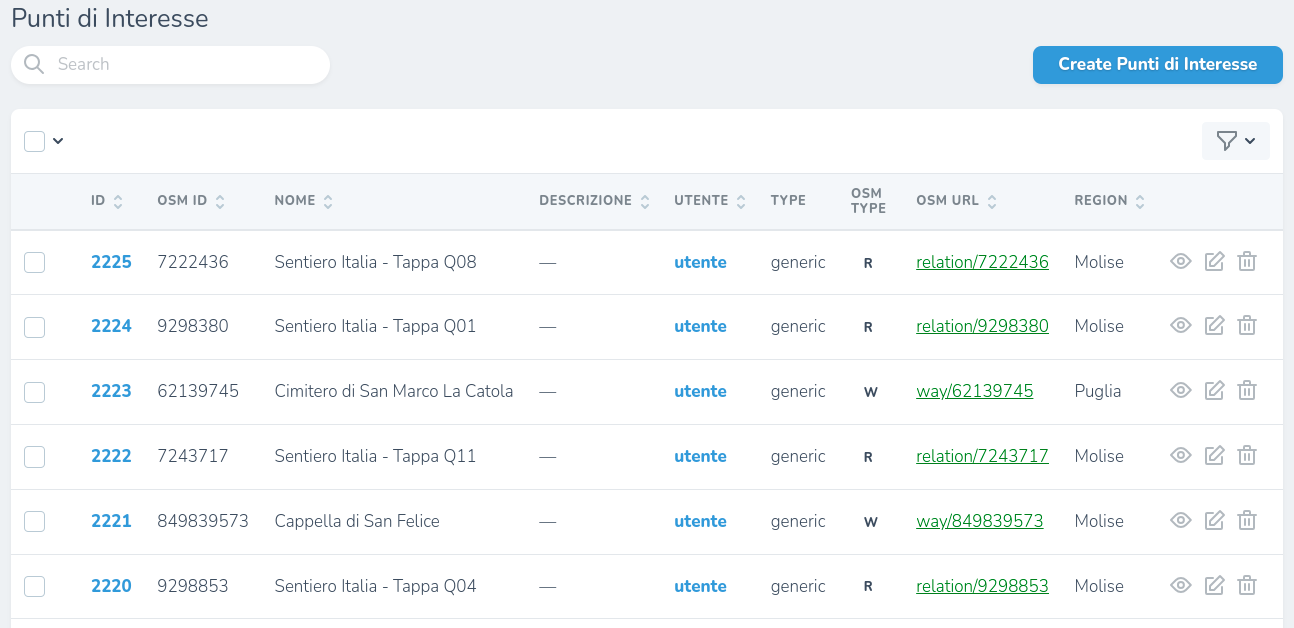 Punti di Interesse
Search
Create Punti di Interesse
ID OSM ID NOME DESCRIZIONE UTENTE TYPE OSM TYPE OSM URL REGION
2225 7222436 Sentiero Italia - Tappa Q08 — utente generic R relation/7222436 Molise
2224 9298380 Sentiero Italia - Tappa Q01 — utente generic R relation/9298380 Molise
2223 62139745 Cimitero di San Marco La Catola — utente generic W way/62139745 Puglia
2222 7243717 Sentiero Italia - Tappa Q11 — utente generic R relation/7243717 Molise
2221 849839573 Cappella di San Felice — utente generic W way/849839573 Molise
2220 9298853 Sentiero Italia - Tappa Q04 — utente generic R relation/9298853 Molise